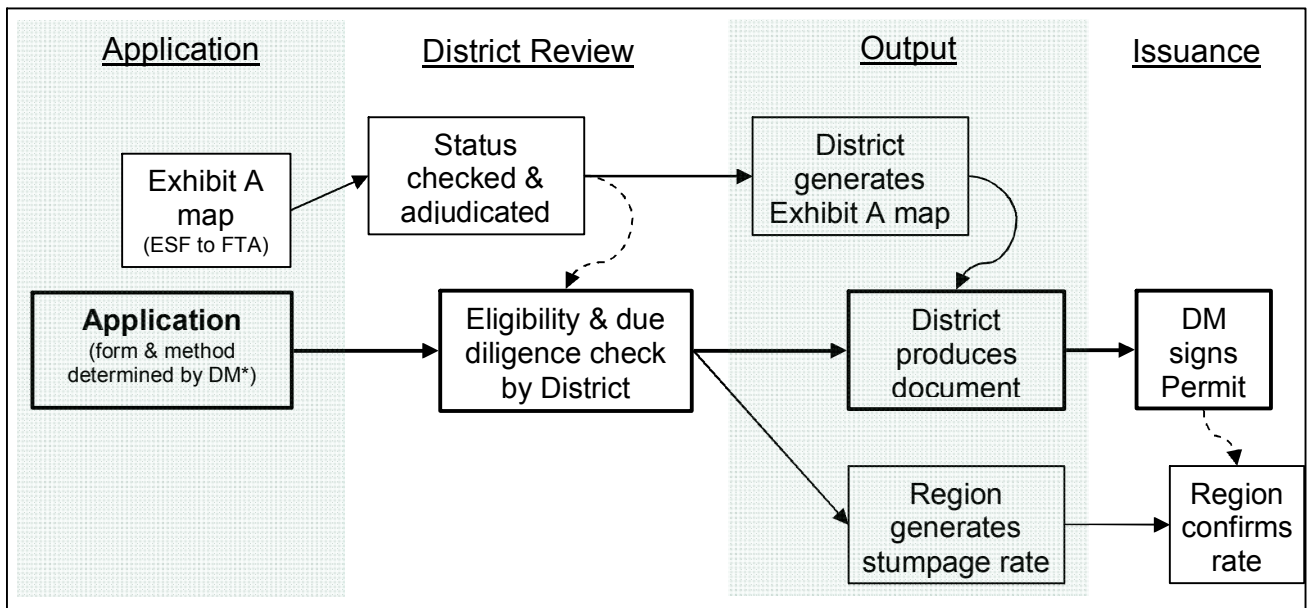 Application
District Review
Output
Issuance
Exhibit A
map
(ESF to FTA)
Status
checked &
adjudicated
District
generates
Exhibit A map
Application
(form & method
determined by DM*)
Eligibility & due
diligence check
by District
District
produces
document
DM
signs
Permit
Region
generates
stumpage rate
Region
confirms
rate